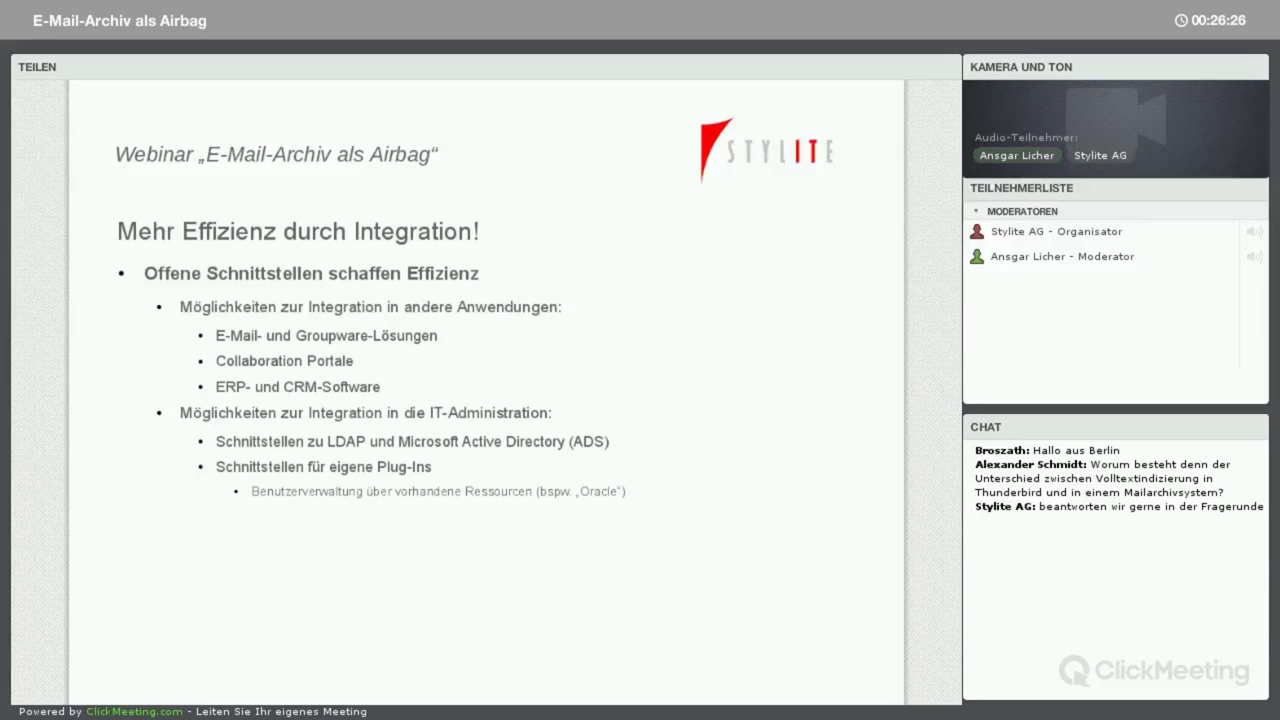 E-Mail-Archiv als Airbag
00:26:26
TEILEN
Webinar „E-Mail-Archiv als Airbag“
STYLITE
Mehr Effizienz durch Integration!
• Offene Schnittstellen schaffen Effizienz
• Möglichkeiten zur Integration in andere Anwendungen:
• E-Mail- und Groupware-Lösungen
• Collaboration Portale
• ERP- und CRM-Software
• Möglichkeiten zur Integration in die IT-Administration:
• Schnittstellen zu LDAP und Microsoft Active Directory (ADS)
• Schnittstellen für eigene Plug-Ins
• Benutzerverwaltung über vorhandene Ressourcen (bspw. „Oracle“)
KAMERA UND TON
Audio-Teilnehmer:
Ansgar Licher Stylite AG
TEILNEHMERLISTE
MODERATOREN
Stylite AG - Organisator
Ansgar Licher - Moderator
CHAT
Broszath: Hallo aus Berlin
Alexander Schmidt: Worum besteht denn der
Unterschied zwischen Volltextindizierung in
Thunderbird und in einem Mailarchivsystem?
Stylite AG: beantworten wir gerne in der Fragerunde
ClickMeeting
Powered by ClickMeeting.com - Leiten Sie Ihr eigenes Meeting